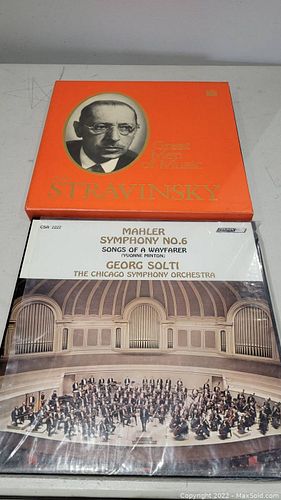 Great
Men
of Music
STRAVINSKY
CSA 2227
LONDON
MAHLER
SYMPHONY NO.6
SONGS OF A WAYFARER
(YVONNE MINTON)
GEORG SOLTI
THE CHICAGO SYMPHONY ORCHESTRA
Copyright © 2022 - MaxSold.com